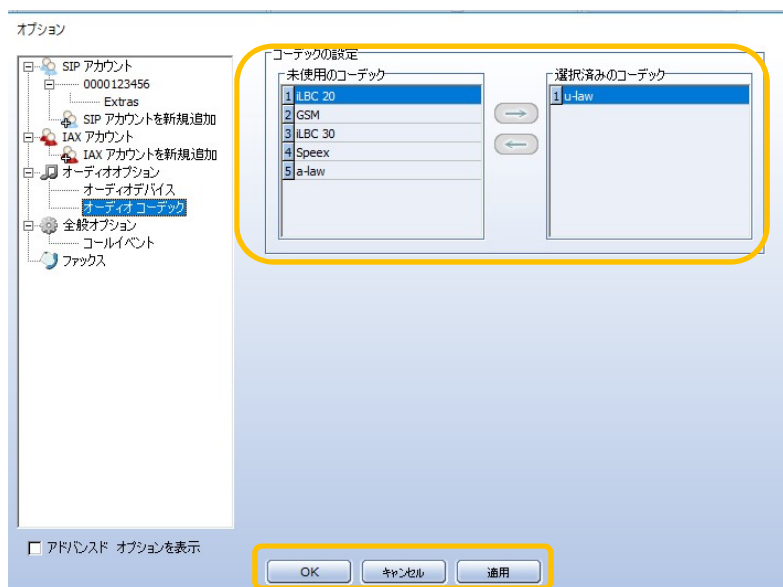 オプション
SIP アカウント
0000123456
Extras
SIP アカウントを新規追加
IAX アカウント
IAX アカウントを新規追加
オーディオオプション
オーディオデバイス
オーディオ コーデック
全般オプション
コールイベント
ファックス
アドバンスド オプションを表示
コーデックの設定
未使用のコーデック
1 iLBC 20
2 GSM
3 iLBC 30
4 Speex
5 a-law
選択済みのコーデック
1 u-law
OK
キャンセル
適用